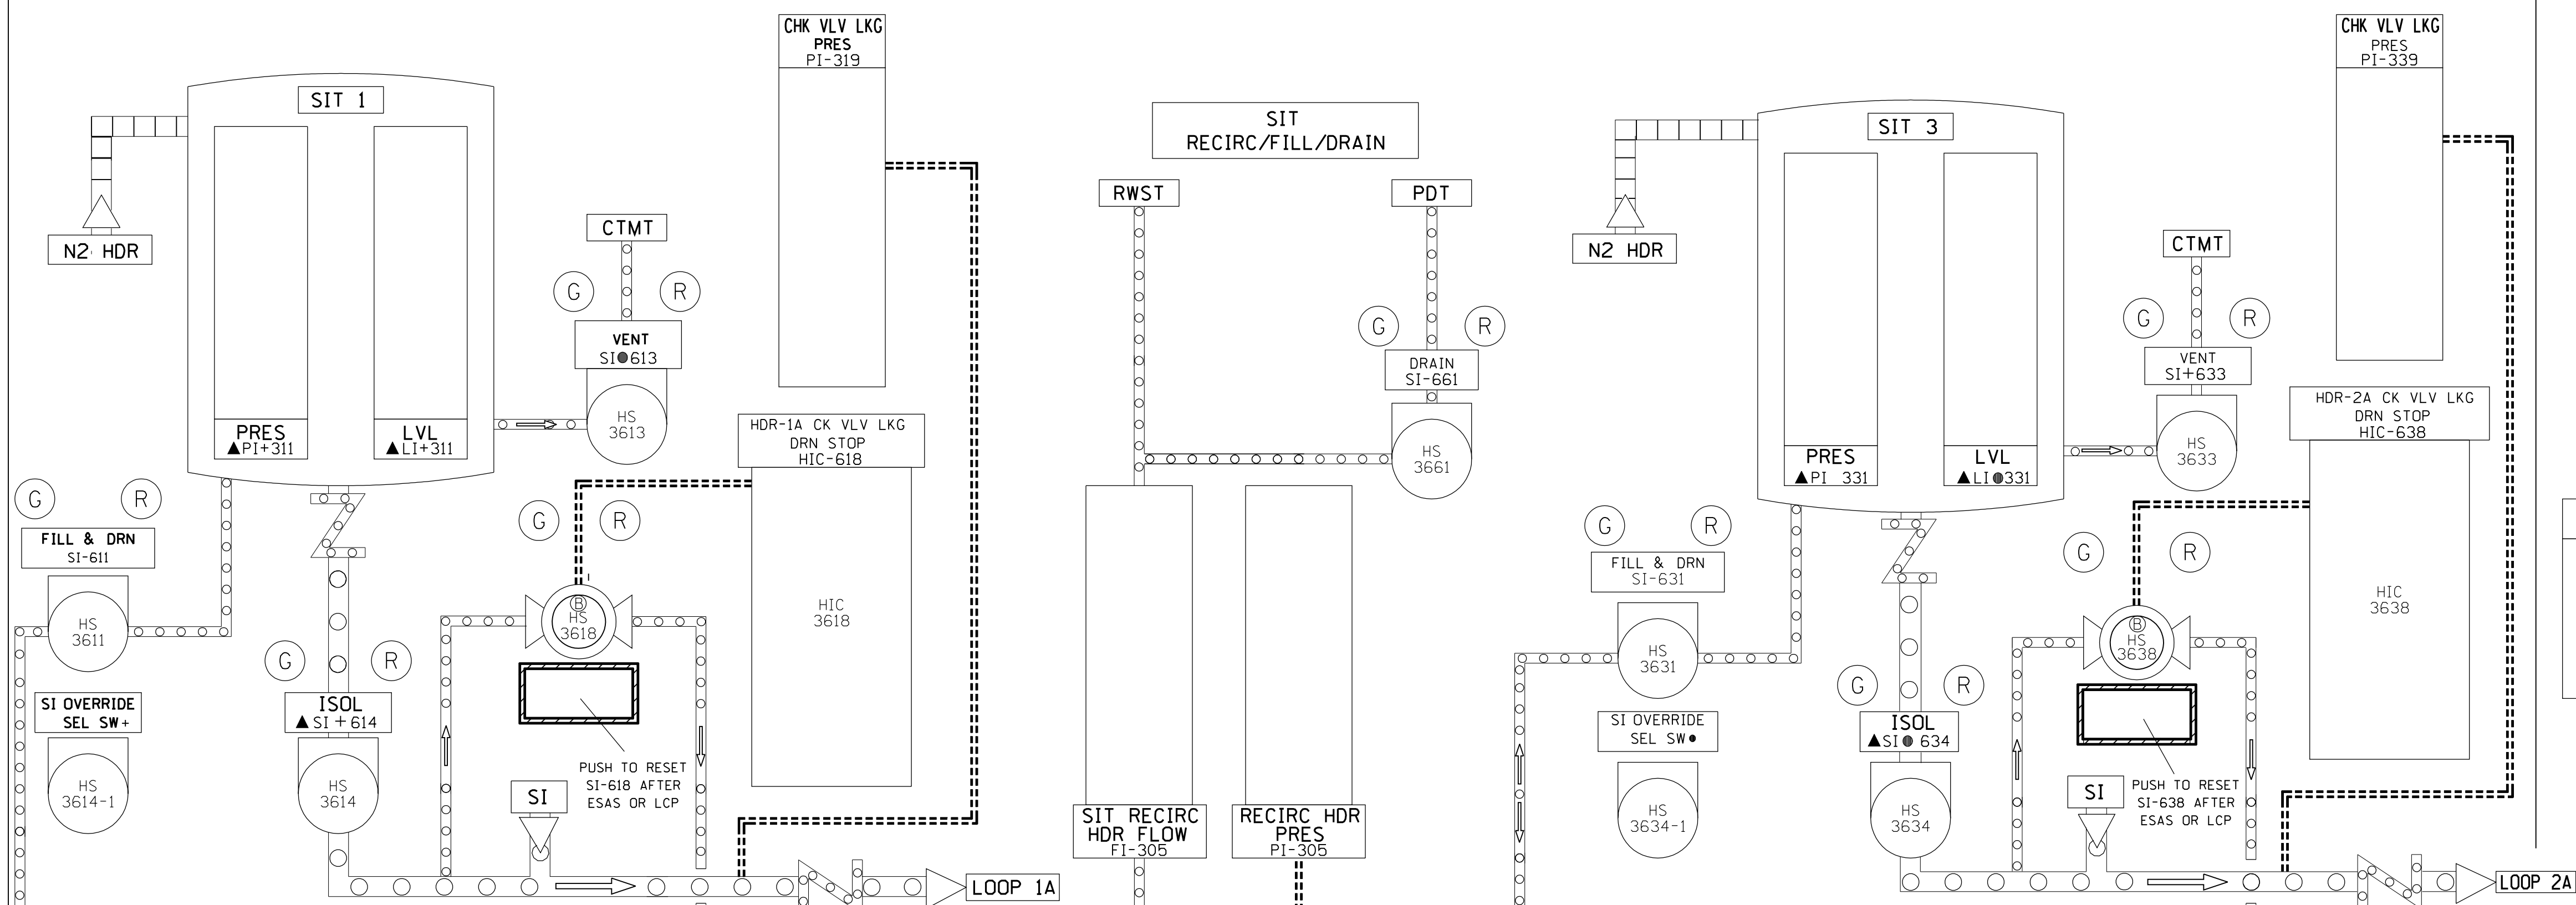 SIT 1
PRES
▲PI+311
LVL
▲LI+311
N2 HDR
CTMT
G
R
VENT
SI●613
HS
3613
CHK VLV LKG
PRES
PI-319
HDR-1A CK VLV LKG
DRN STOP
HIC-618
HIC
3618
G
R
FILL & DRN
SI-611
HS
3611
SI OVERRIDE
SEL SW+
HS
3614-1
G
R
ISOL
▲SI+614
HS
3614
G
R
B
HS
3618
PUSH TO RESET
SI-618 AFTER
ESAS OR LCP
SI
LOOP 1A
SIT
RECIRC/FILL/DRAIN
RWST
PDT
G
R
DRAIN
SI-661
HS
3661
SIT RECIRC
HDR FLOW
FI-305
RECIRC HDR
PRES
PI-305
SIT 3
PRES
▲PI 331
LVL
▲LI●331
N2 HDR
CTMT
G
R
VENT
SI+633
HS
3633
CHK VLV LKG
PRES
PI-339
HDR-2A CK VLV LKG
DRN STOP
HIC-638
HIC
3638
G
R
FILL & DRN
SI-631
HS
3631
SI OVERRIDE
SEL SW●
HS
3634-1
G
R
ISOL
▲SI●634
HS
3634
G
R
B
HS
3638
PUSH TO RESET
SI-638 AFTER
ESAS OR LCP
SI
LOOP 2A